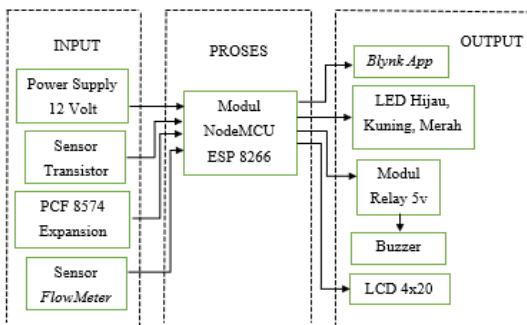 INPUT
Power Supply
12 Volt
Sensor
Transistor
PCF 8574
Expansion
Sensor
FlowMeter
PROSES
Modul
NodeMCU
ESP 8266
OUTPUT
Blynk App
LED Hijau,
Kuning, Merah
Modul
Relay 5v
Buzzer
LCD 4x20